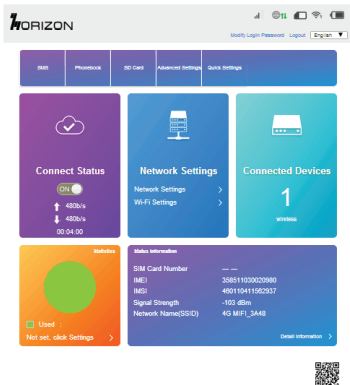 HORIZON
Modify Login Password Logout English ▼
SMS Phonebook SD Card Advanced Settings Quick Settings
Connect Status
ON
480b/s
480b/s
00:04:00
Network Settings
Network Settings >
Wi-Fi Settings >
Connected Devices
1
wireless
Statistics
Used :
Not set, click Settings >
Status Information
SIM Card Number — —
IMEI 358511030020980
IMSI 460110411562937
Signal Strength -103 dBm
Network Name(SSID) 4G MIFI_3A48
Detail Information >